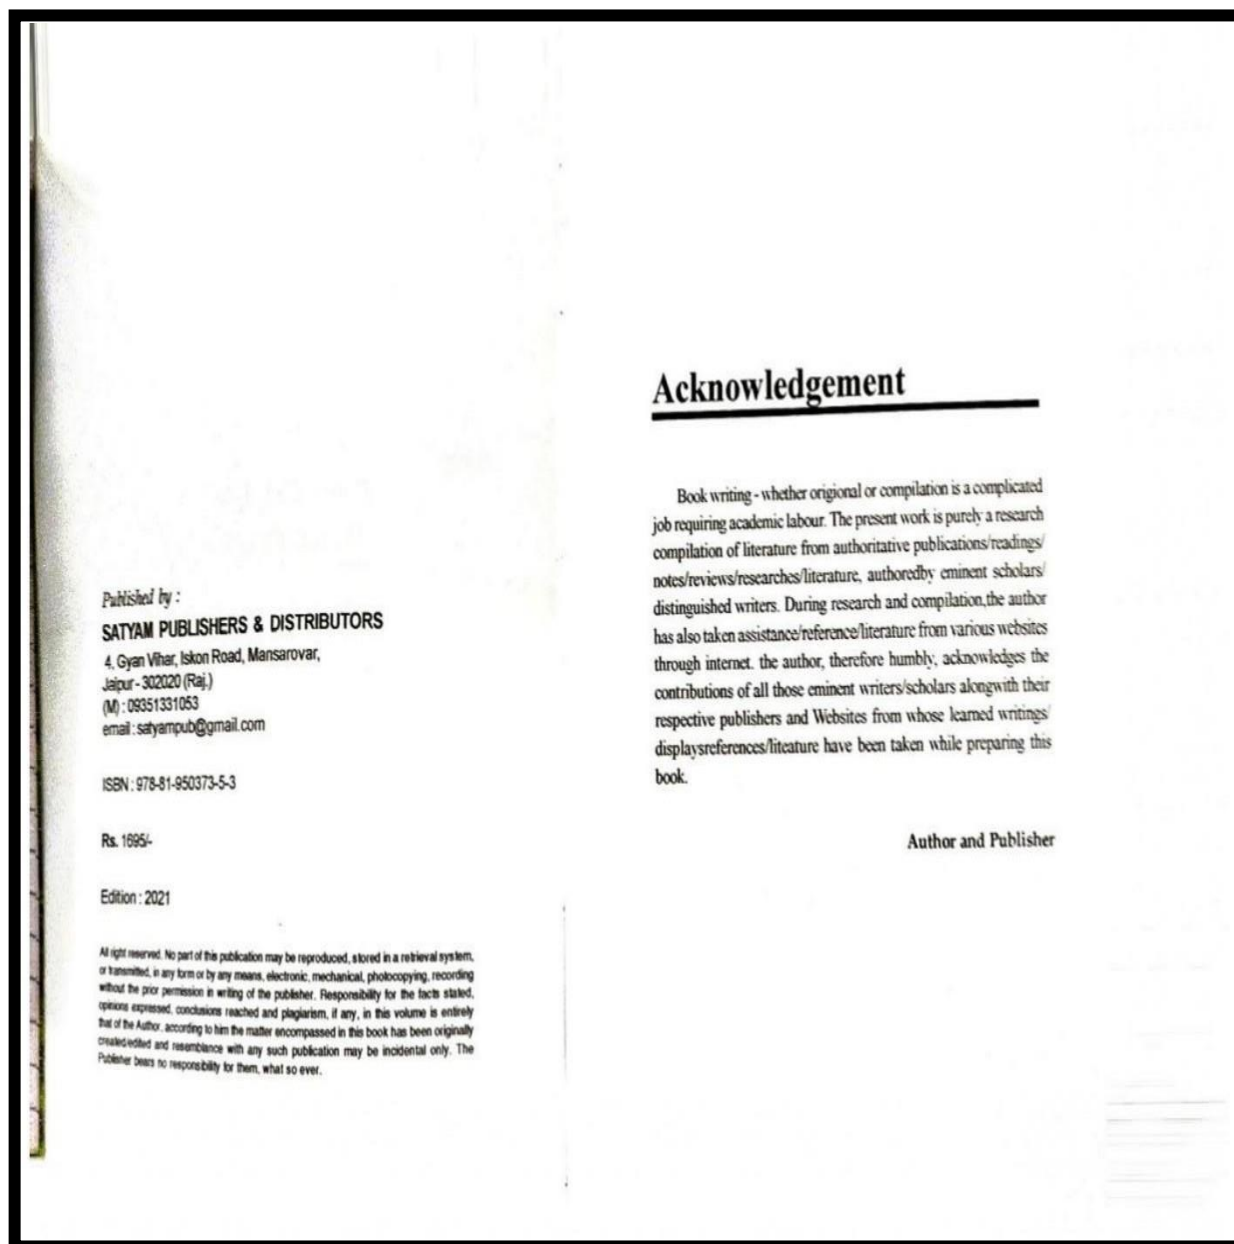 Published by :
SATYAM PUBLISHERS & DISTRIBUTORS
4, Gyan Vihar, Iskon Road, Mansarovar,
Jaipur - 302020 (Raj.)
(M) : 09351331053
email : satyampub@gmail.com
ISBN : 978-81-950373-5-3
Rs. 1695/-
Edition : 2021
All right reserved. No part of this publication may be reproduced, stored in a retrieval system,
or transmitted, in any form or by any means, electronic, mechanical, photocopying, recording
without the prior permission in writing of the publisher. Responsibility for the facts stated,
opinions expressed, conclusions reached and plagiarism, if any, in this volume is entirely
that of the Author, according to him the matter encompassed in this book has been originally
created/edited and resemblance with any such publication may be incidental only. The
Publisher bears no responsibility for them, what so ever.
Acknowledgement
Book writing - whether origional or compilation is a complicated
job requiring academic labour. The present work is purely a research
compilation of literature from authoritative publications/readings/
notes/reviews/researches/literature, authoredby eminent scholars/
distinguished writers. During research and compilation,the author
has also taken assistance/reference/literature from various websites
through internet. the author, therefore humbly, acknowledges the
contributions of all those eminent writers/scholars alongwith their
respective publishers and Websites from whose learned writings/
displaysreferences/liteature have been taken while preparing this
book.
Author and Publisher